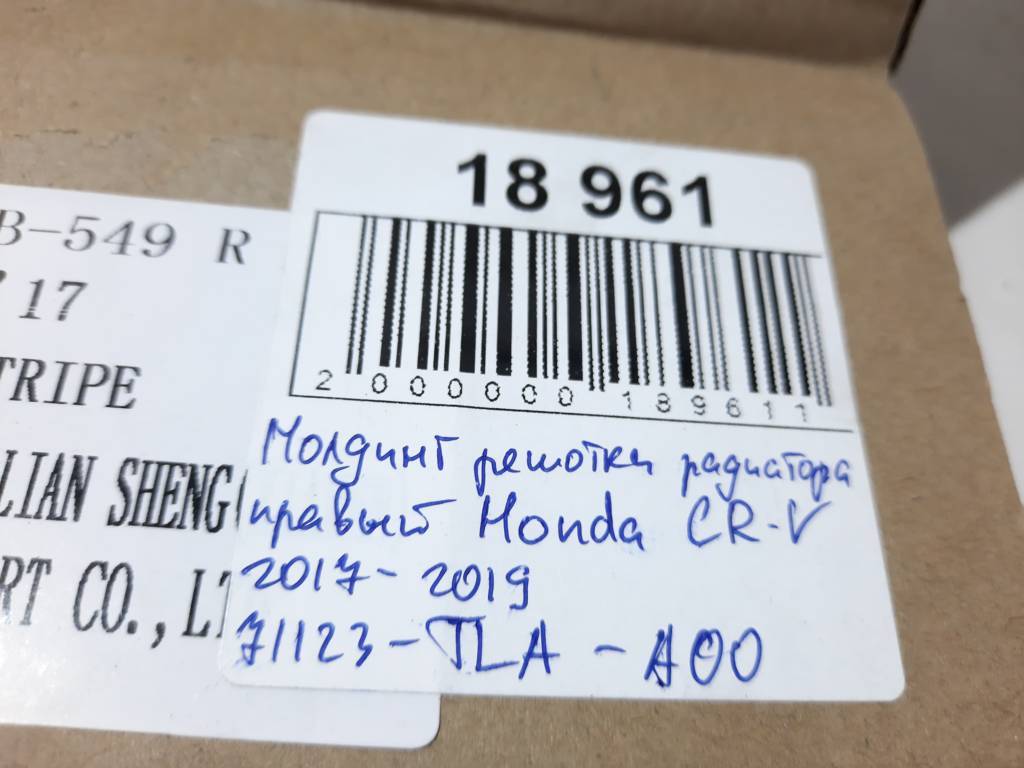 B-549 R
17
TRIPE
LIAN SHENG
RT CO., LT
18 961
2 000000 189611
Молдинг решотки радиатора
правый Honda CR-V
2017-2019
71123-TLA-A00